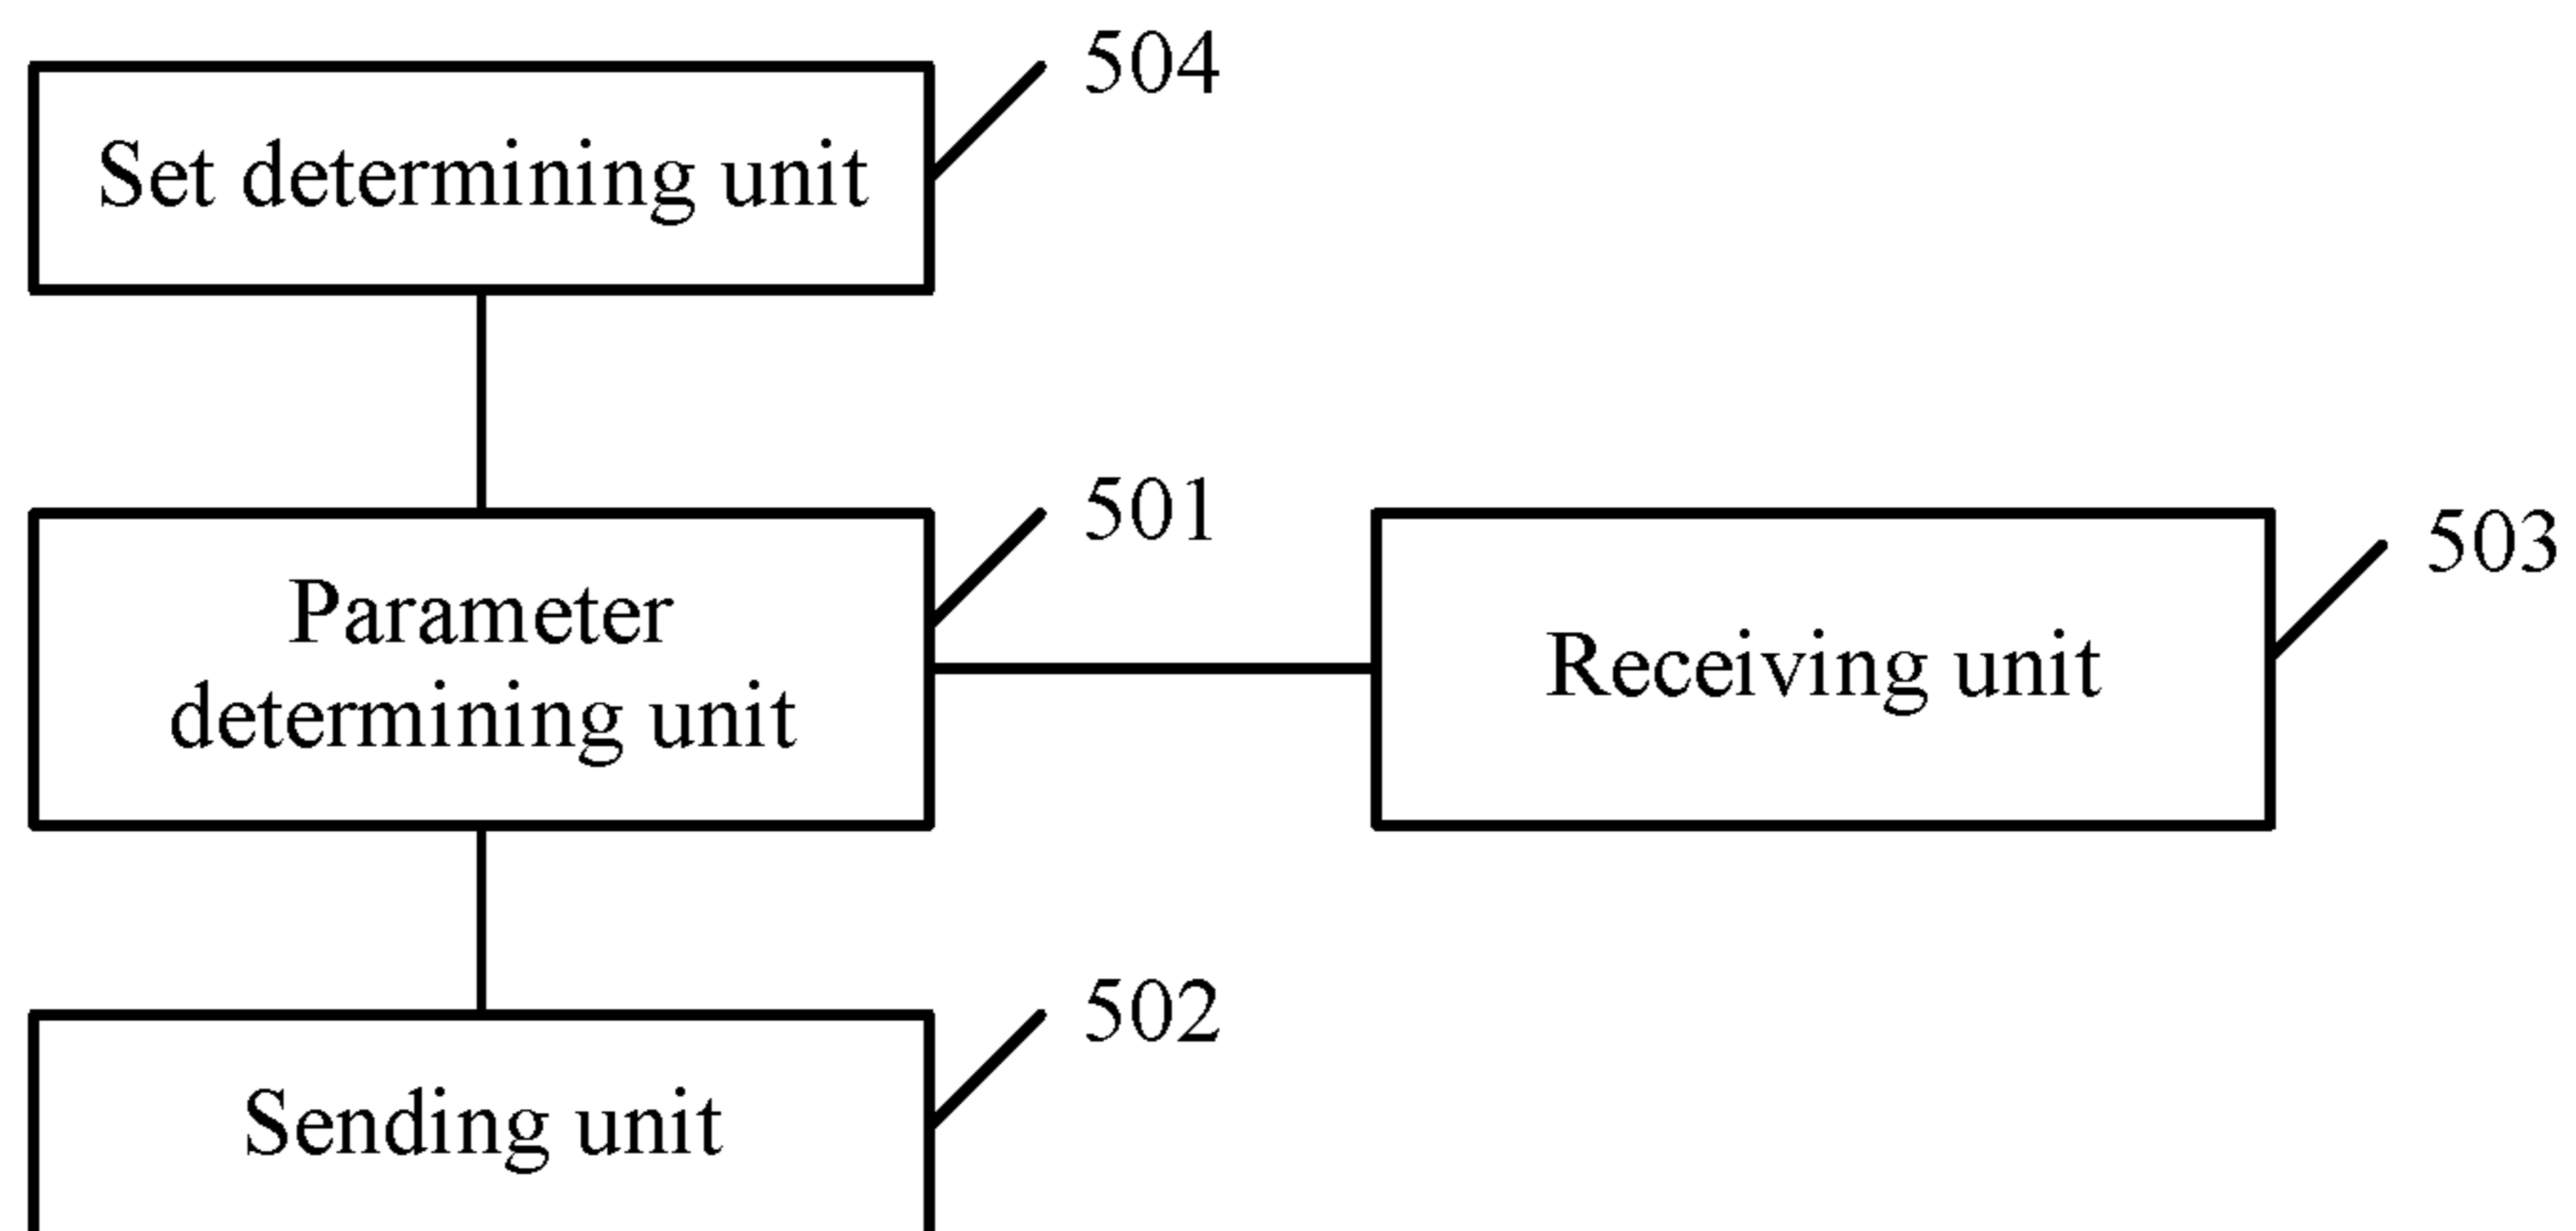 504
Set determining unit
501
Parameter
determining unit
503
Receiving unit
502
Sending unit